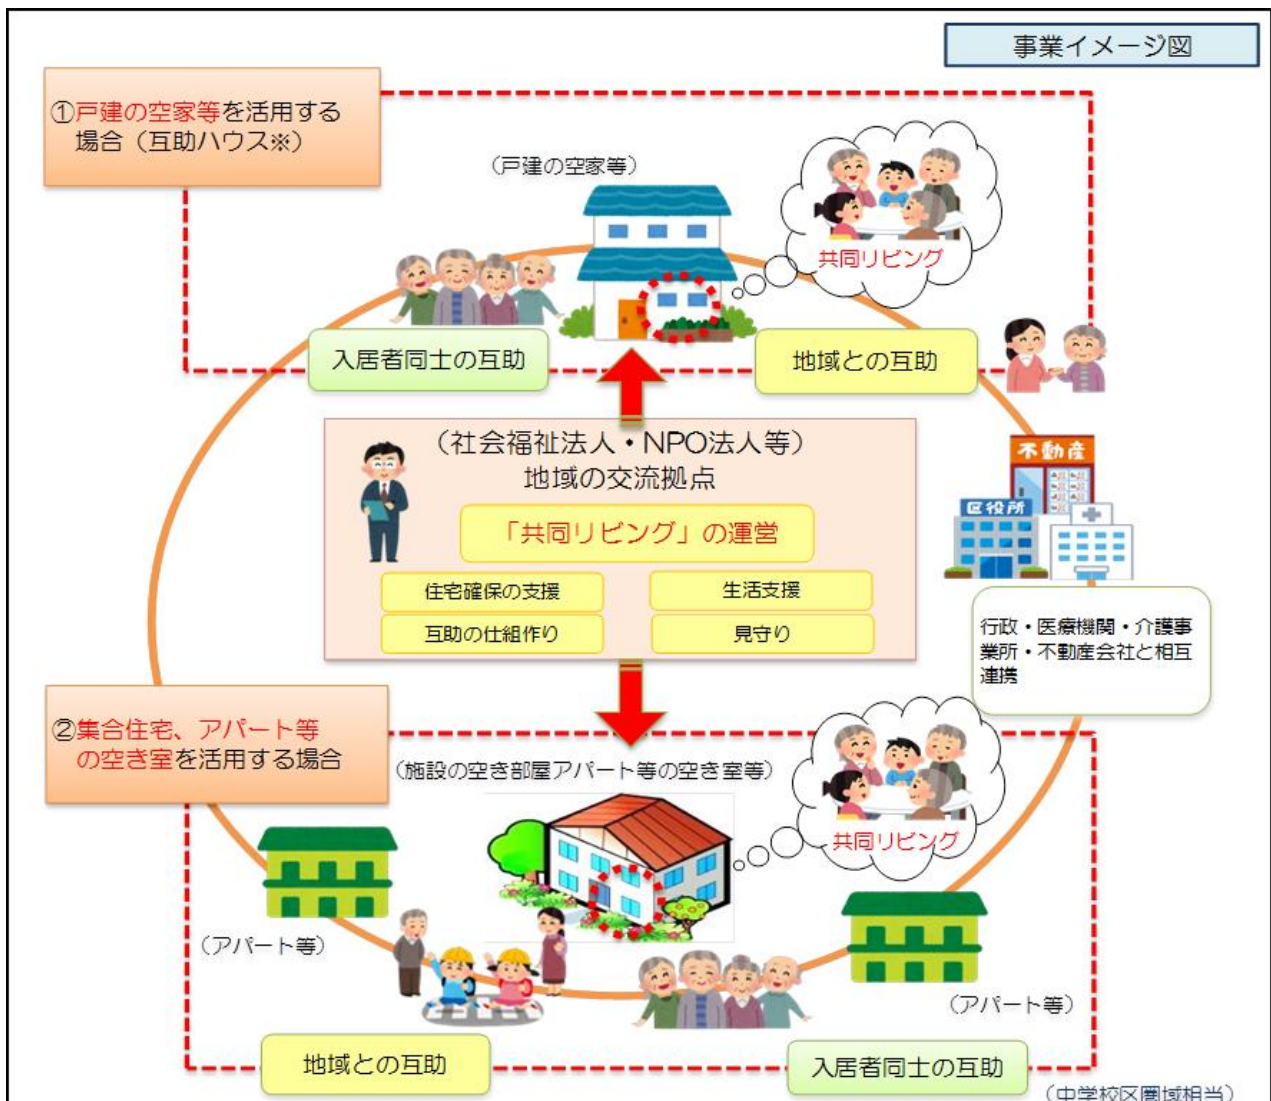 事業イメージ図
①戸建の空家等を活用する
場合（互助ハウス※）
（戸建の空家等）
共同リビング
入居者同士の互助
地域との互助
（社会福祉法人・NPO法人等）
地域の交流拠点
「共同リビング」の運営
住宅確保の支援
生活支援
互助の仕組作り
見守り
不動産
区役所
行政・医療機関・介護事
業所・不動産会社と相互
連携
②集合住宅、アパート等
の空き室を活用する場合
（施設の空き部屋アパート等の空き室等）
共同リビング
（アパート等）
（アパート等）
地域との互助
入居者同士の互助
（中学校区圏域相当）